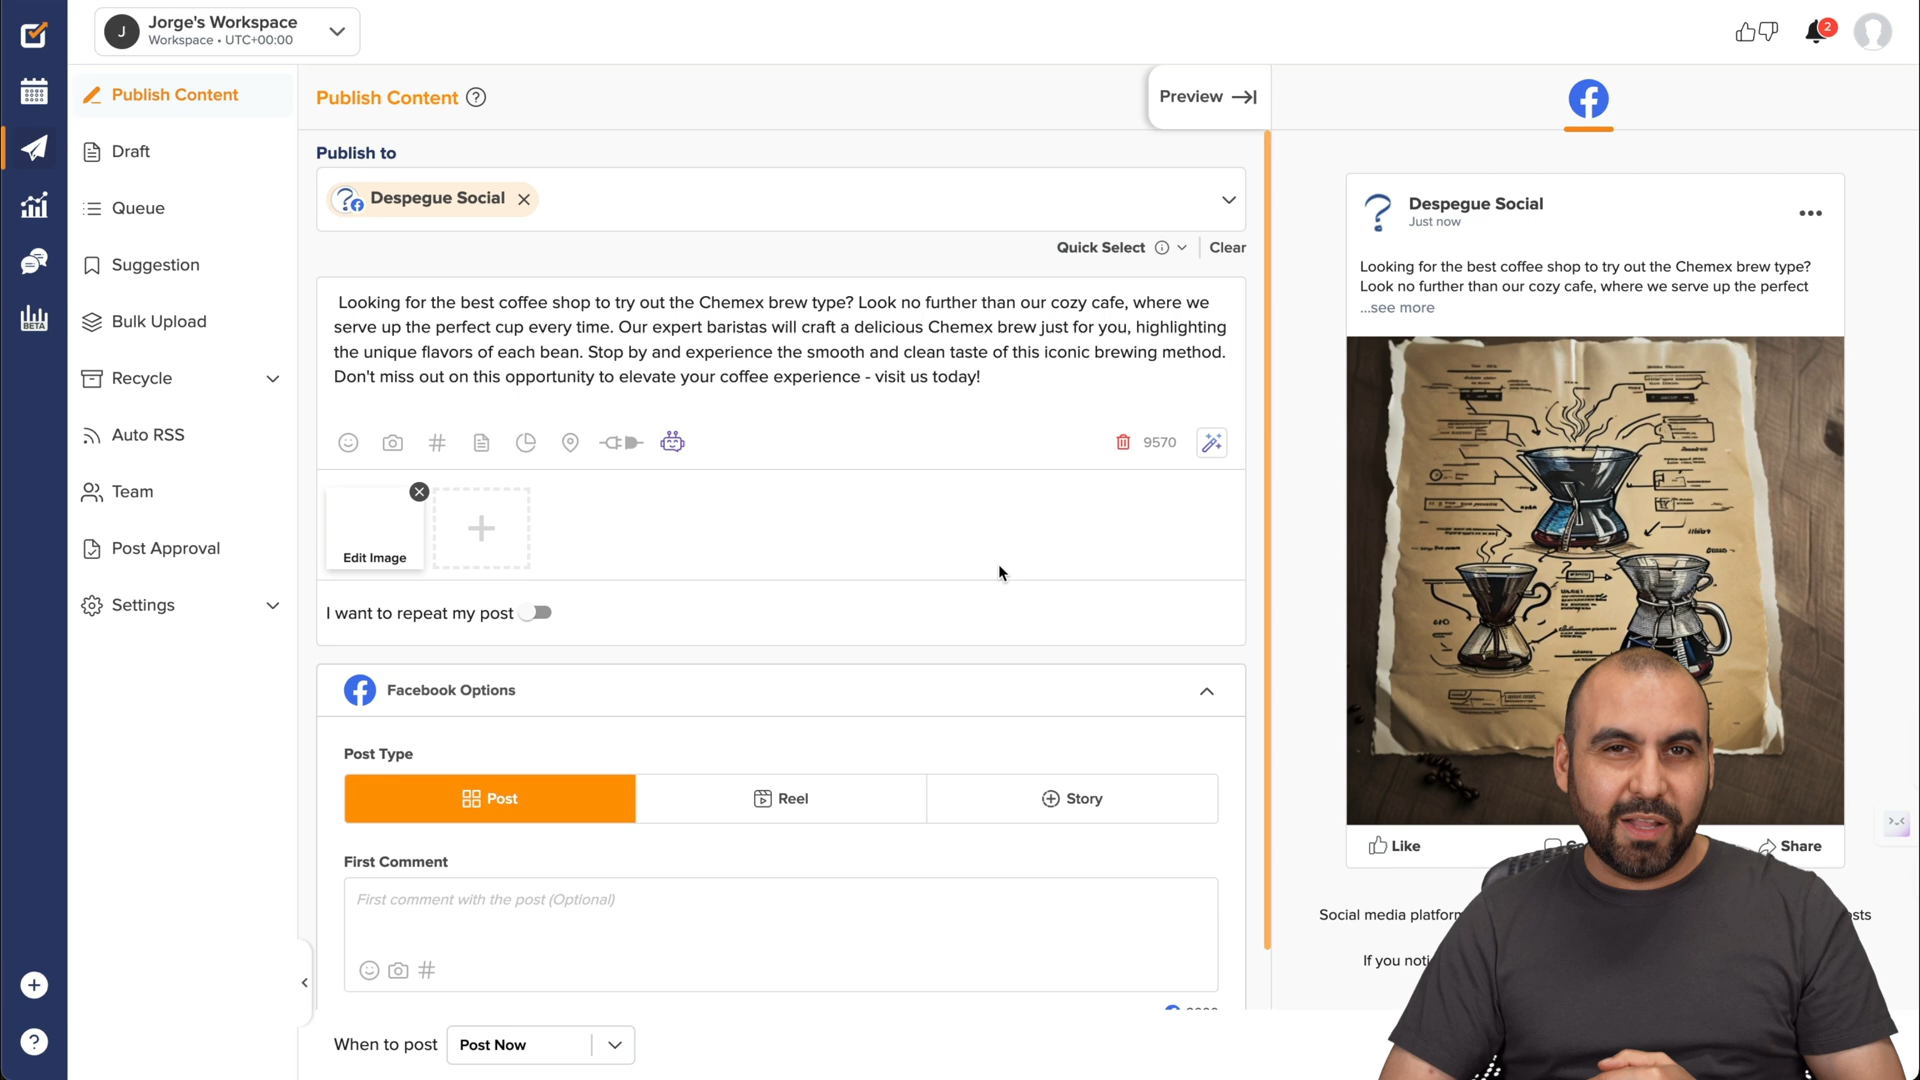 J
Jorge's Workspace
Workspace • UTC+00:00
2
Publish Content
Draft
Queue
Suggestion
Bulk Upload
Recycle
Auto RSS
Team
Post Approval
Settings
BETA
Publish Content
Preview
Publish to
Despegue Social
Quick Select
Clear
Looking for the best coffee shop to try out the Chemex brew type? Look no further than our cozy cafe, where we
serve up the perfect cup every time. Our expert baristas will craft a delicious Chemex brew just for you, highlighting
the unique flavors of each bean. Stop by and experience the smooth and clean taste of this iconic brewing method.
Don't miss out on this opportunity to elevate your coffee experience - visit us today!
9570
Edit Image
I want to repeat my post
Facebook Options
Post Type
Post
Reel
Story
First Comment
First comment with the post (Optional)
When to post
Post Now
Despegue Social
Just now
Looking for the best coffee shop to try out the Chemex brew type?
Look no further than our cozy cafe, where we serve up the perfect
...see more
Like
Share
Social media platform
If you noti